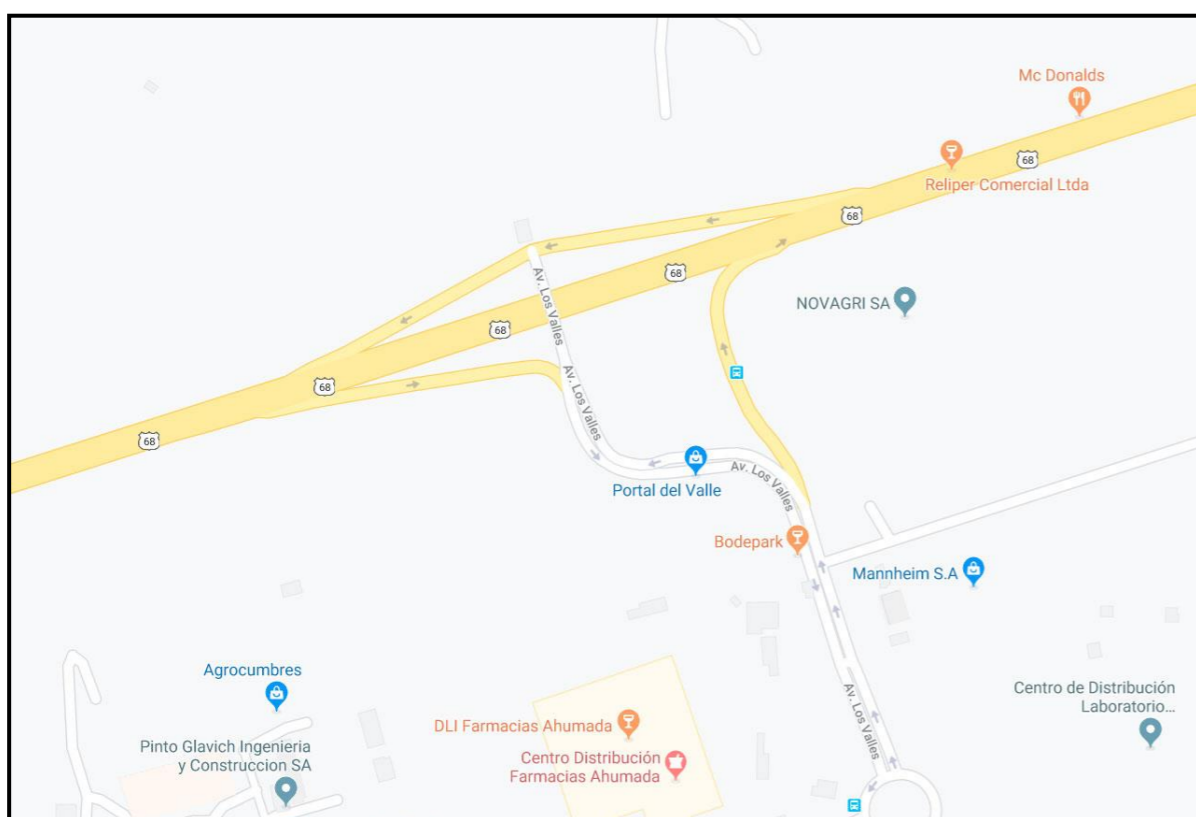 Mc Donalds
68
Reliper Comercial Ltda
68
68
NOVAGRI SA
68
Av. Los Valles
68
Av. Los Valles
68
Av. Los Valles
Portal del Valle
Bodepark
Mannheim S.A
Agrocumbres
Av. Los Valles
Centro de Distribución
Laboratorio...
DLI Farmacias Ahumada
Pinto Glavich Ingenieria
y Construccion SA
Centro Distribución
Farmacias Ahumada